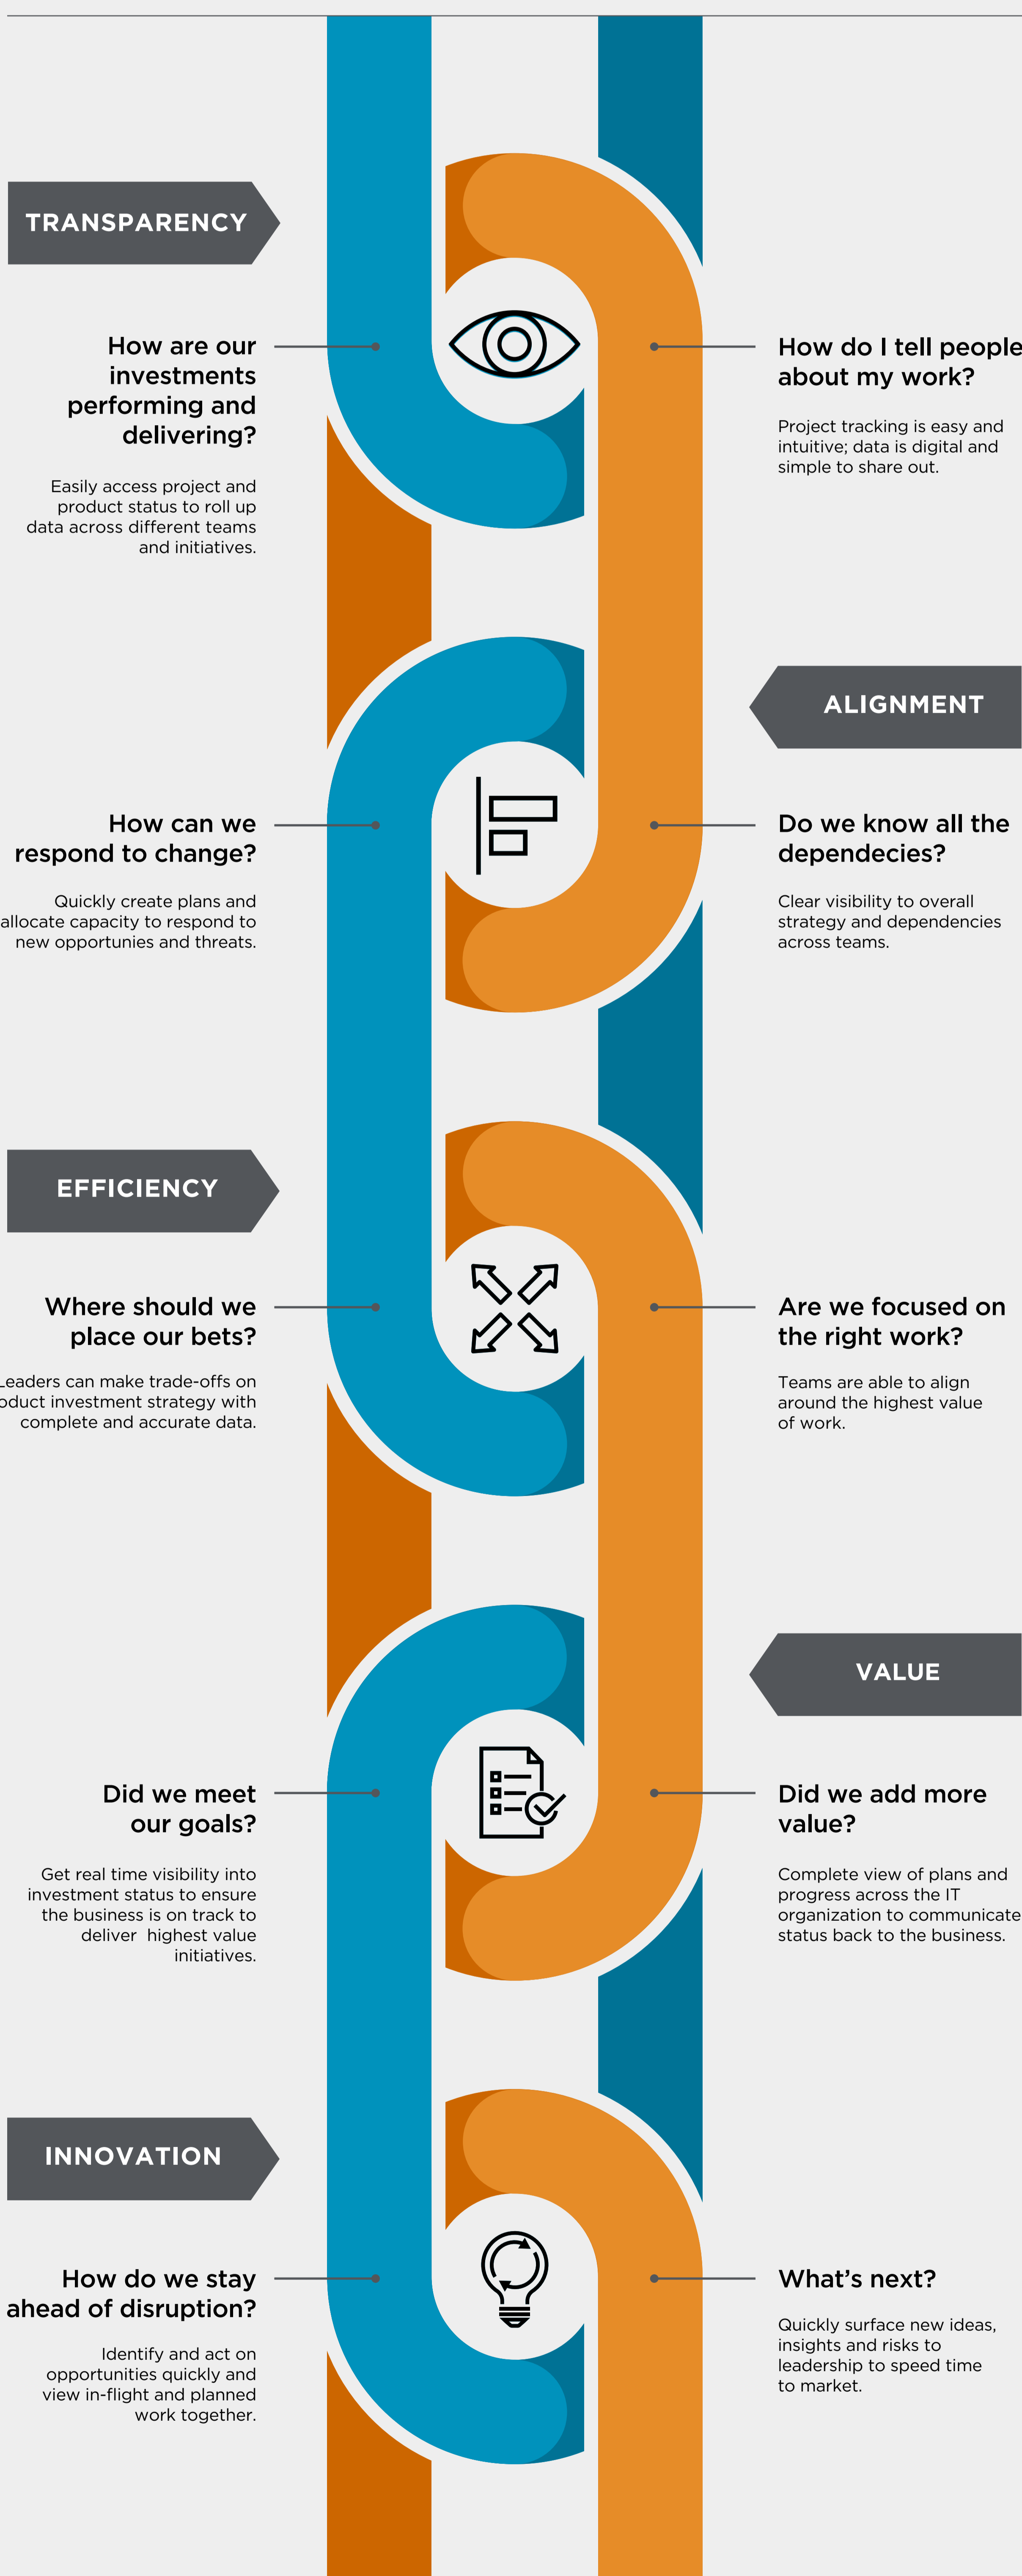 TRANSPARENCY
How are our
investments
performing and
delivering?
Easily access project and
product status to roll up
data across different teams
and initiatives.
How do I tell people
about my work?
Project tracking is easy and
intuitive; data is digital and
simple to share out.
ALIGNMENT
How can we
respond to change?
Quickly create plans and
allocate capacity to respond to
new opportunies and threats.
Do we know all the
dependecies?
Clear visibility to overall
strategy and dependencies
across teams.
EFFICIENCY
Where should we
place our bets?
Leaders can make trade-offs on
oduct investment strategy with
complete and accurate data.
Are we focused on
the right work?
Teams are able to align
around the highest value
of work.
VALUE
Did we meet
our goals?
Get real time visibility into
investment status to ensure
the business is on track to
deliver highest value
initiatives.
Did we add more
value?
Complete view of plans and
progress across the IT
organization to communicate
status back to the business.
INNOVATION
How do we stay
ahead of disruption?
Identify and act on
opportunities quickly and
view in-flight and planned
work together.
What's next?
Quickly surface new ideas,
insights and risks to
leadership to speed time
to market.